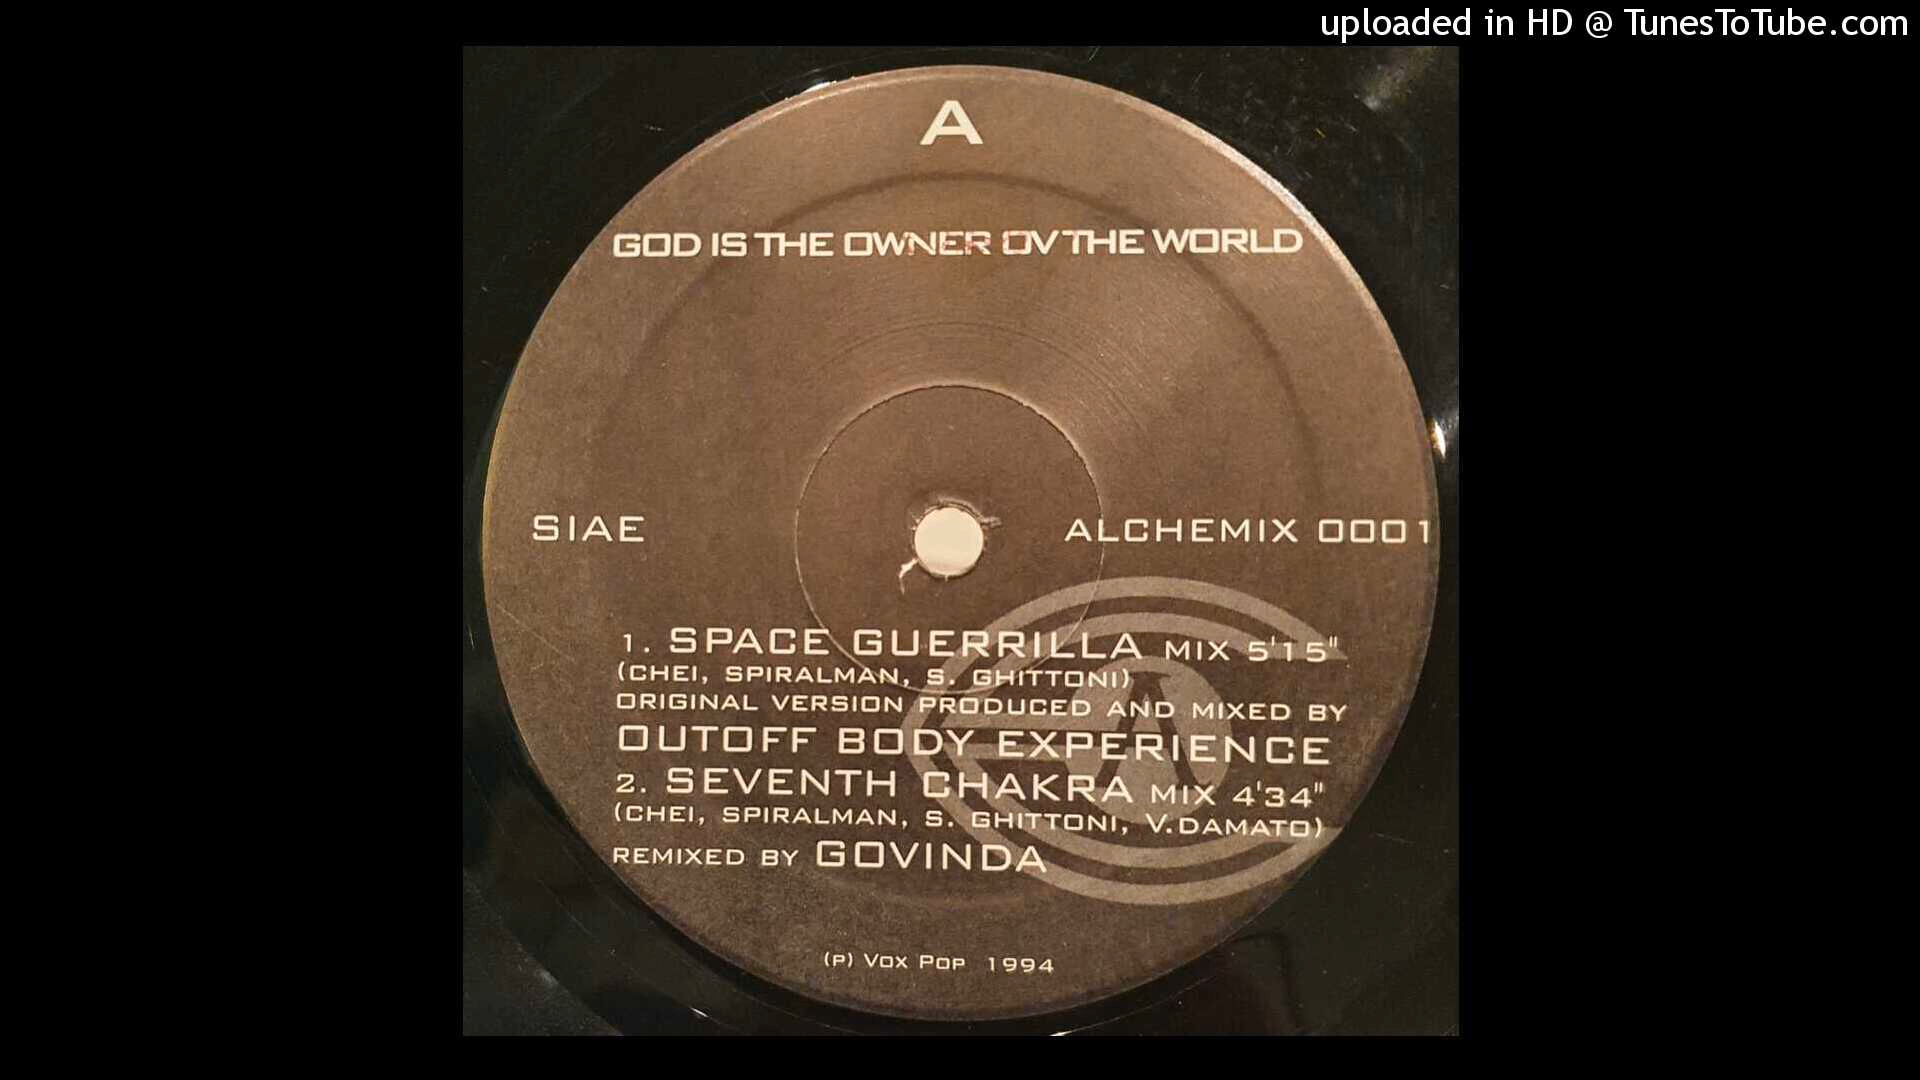 uploaded in HD @ TunesToTube.com
A
GOD IS THE OWNER OV THE WORLD
SIAE
ALCHEMIX 0001
1. SPACE GUERRILLA MIX 5'15"
(CHEI, SPIRALMAN, S. GHITTONI)
ORIGINAL VERSION PRODUCED AND MIXED BY
OUTOFF BODY EXPERIENCE
2. SEVENTH CHAKRA MIX 4'34"
(CHEI, SPIRALMAN, S. GHITTONI, V.DAMATO)
REMIXED BY GOVINDA
(P) VOX POP 1994
A